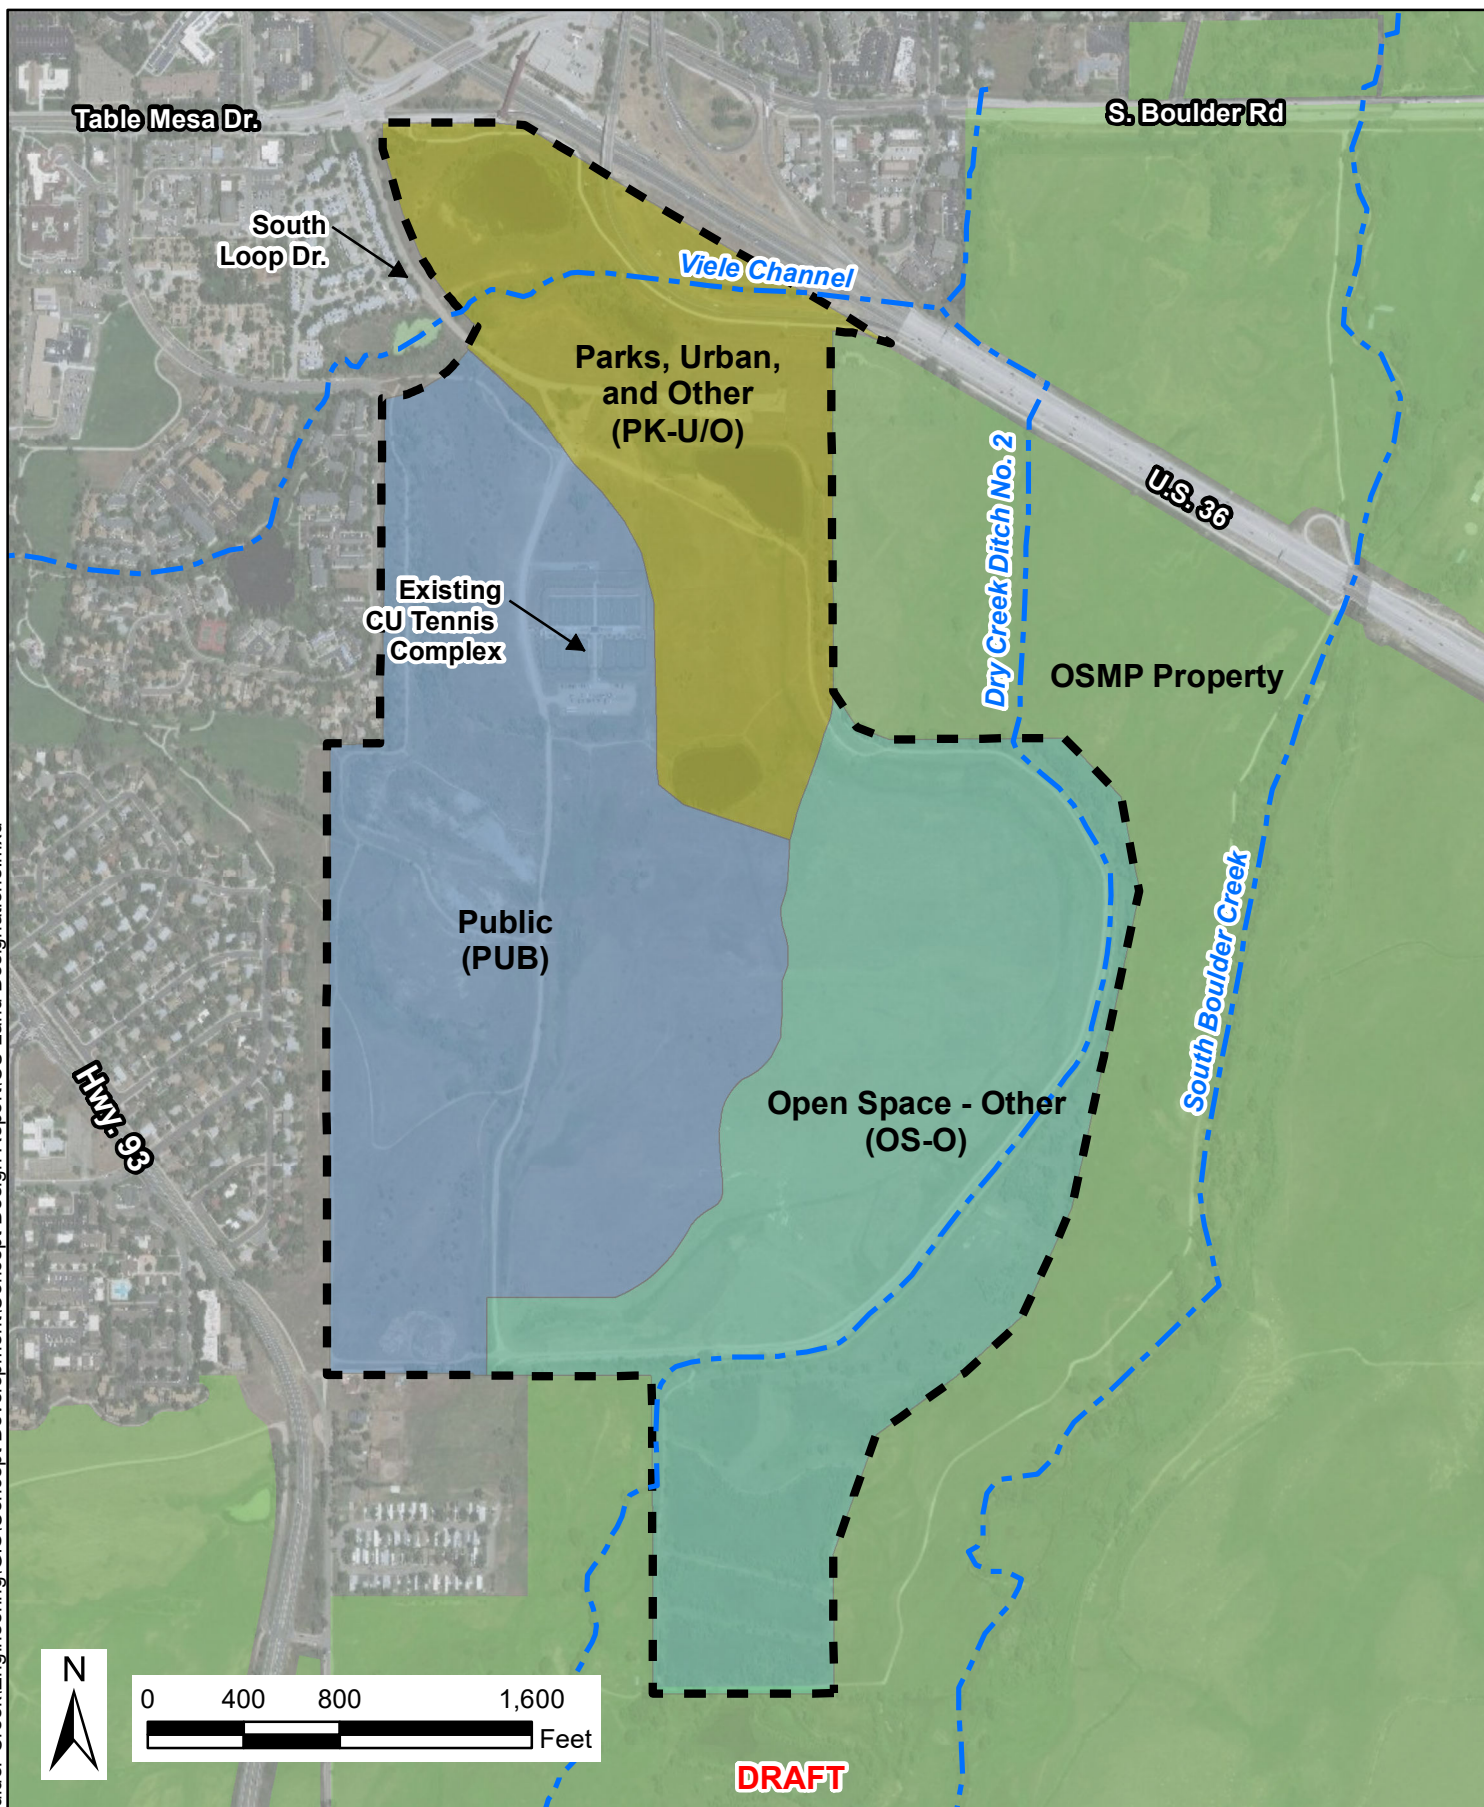 Table Mesa Dr.
S. Boulder Rd
South
Loop Dr.
Viele Channel
Parks, Urban,
and Other
(PK-U/O)
Dry Creek Ditch No. 2
U.S. 36
Existing
CU Tennis
Complex
OSMP Property
South Boulder Creek
Public
(PUB)
Hwy. 93
Open Space - Other
(OS-O)
N
0 400 800 1,600
Feet
DRAFT